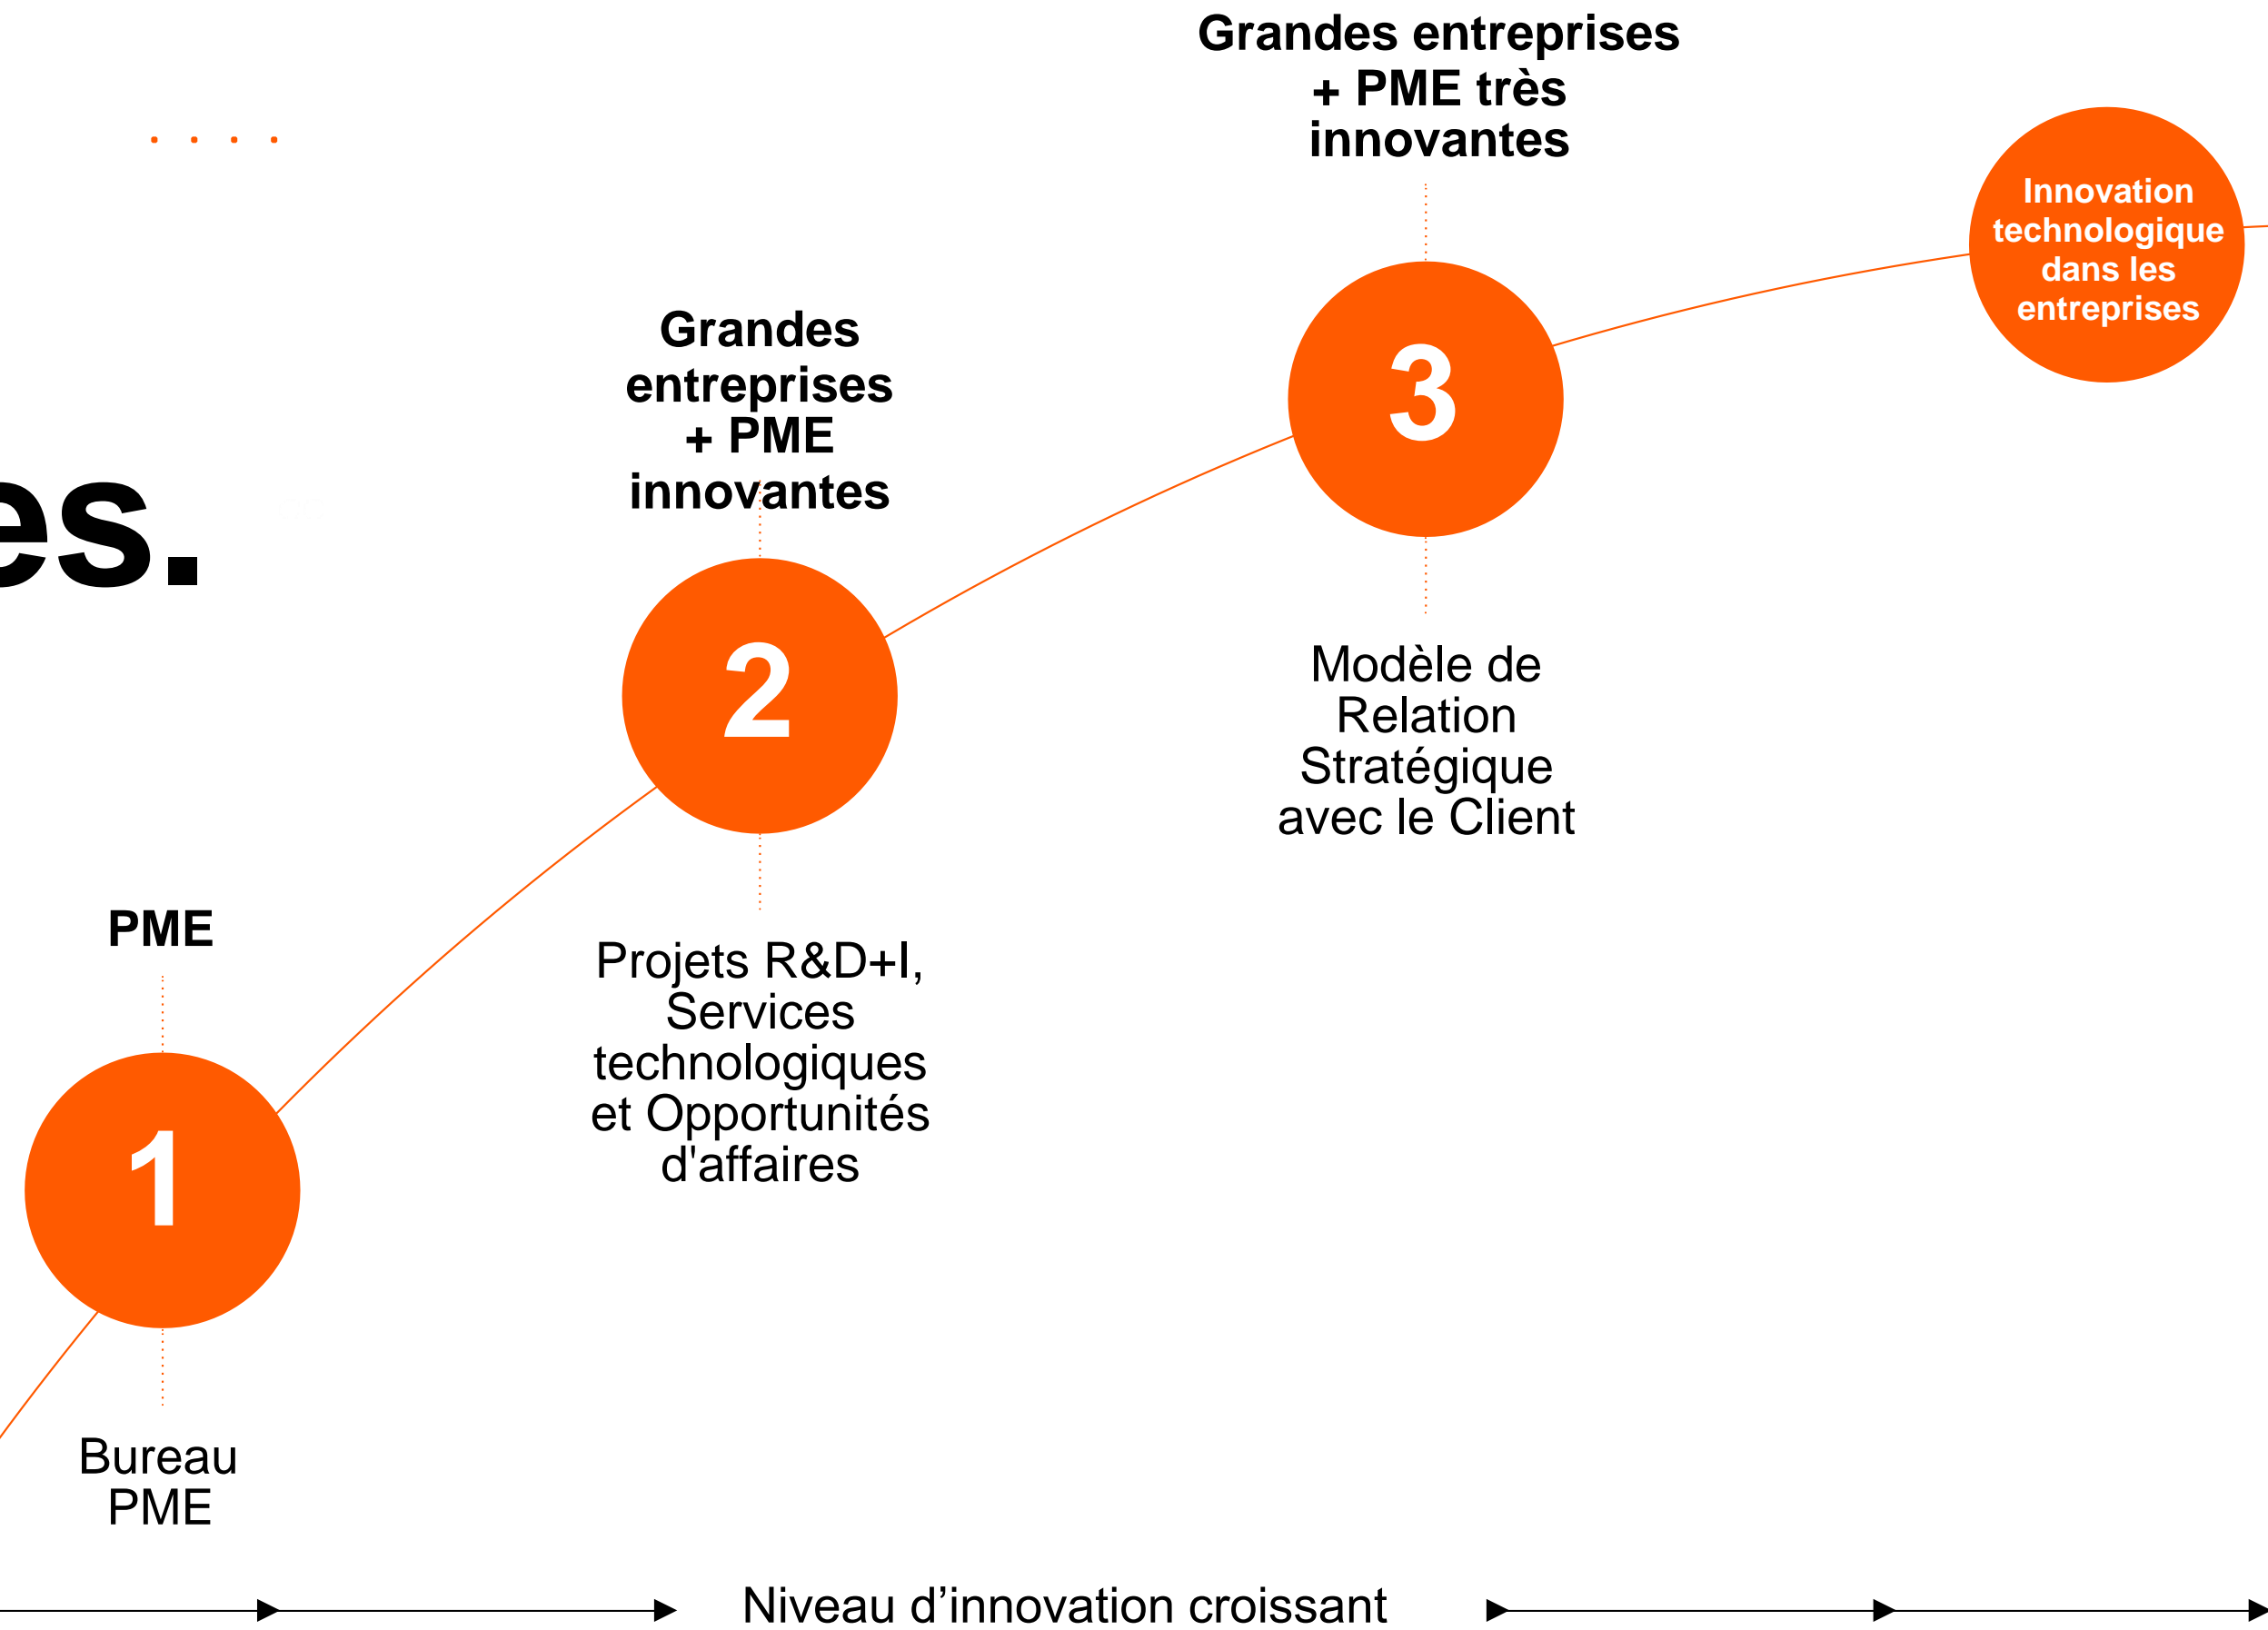 Grandes entreprises
+ PME très
innovantes
Innovation
technologique
dans les
entreprises
3
Grandes
entreprises
+ PME
innovantes
es.
2
Modèle de
Relation
Stratégique
avec le Client
PME
1
Projets R&D+I,
Services
technologiques
et Opportunités
d'affaires
Bureau
PME
Niveau d’innovation croissant